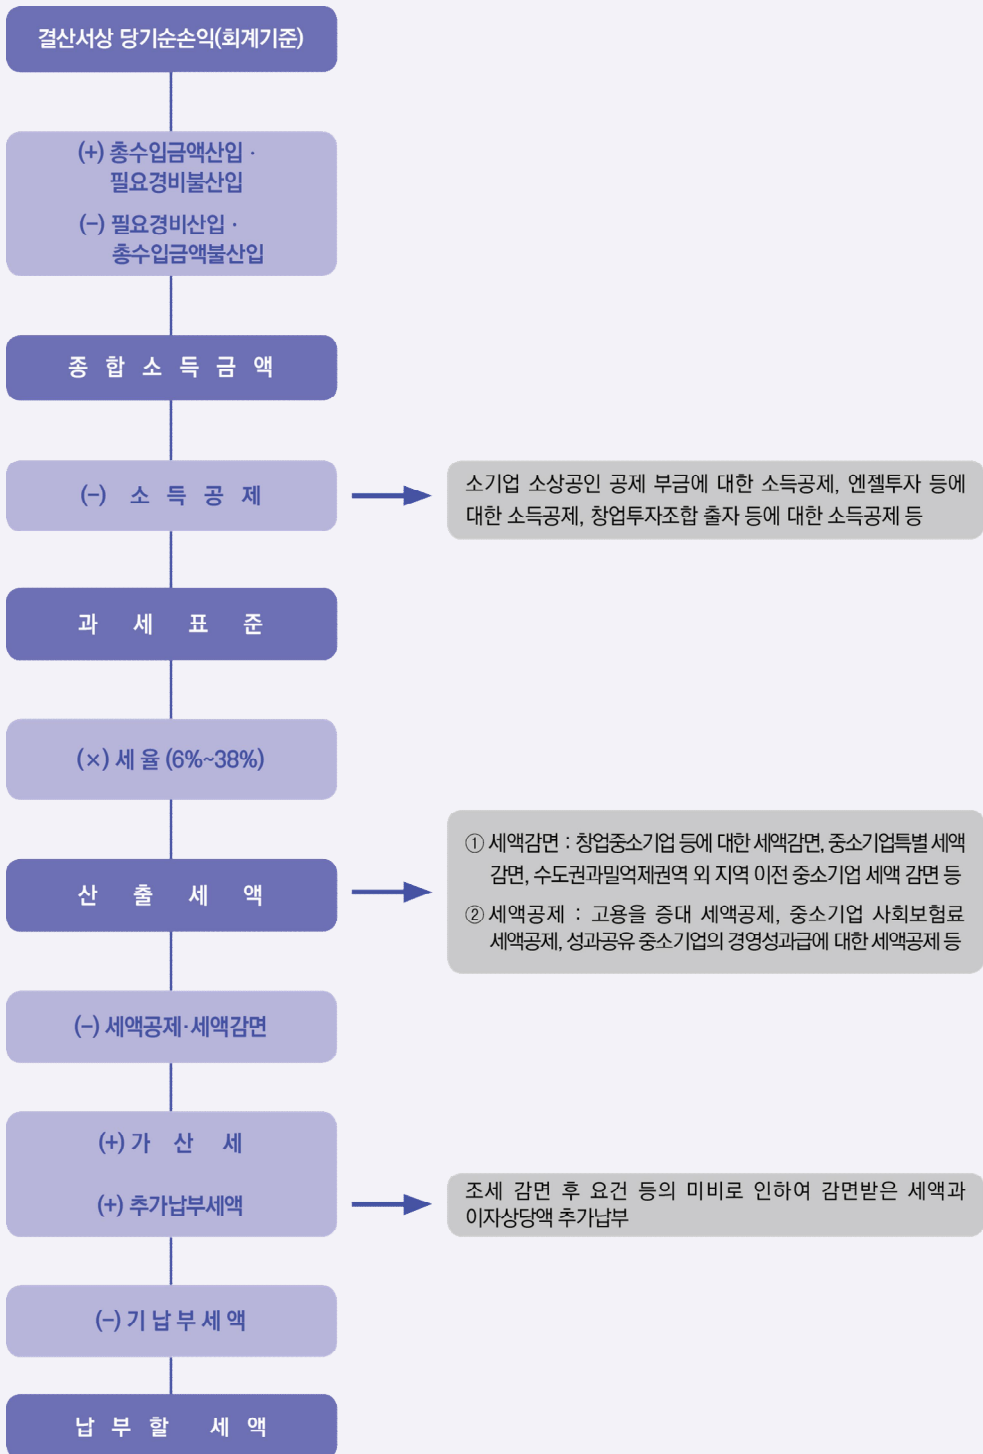 결산서상 당기순손익(회계기준)
(+) 총수입금액산입 ·
필요경비불산입
(−) 필요경비산입 ·
총수입금액불산입
종 합 소 득 금 액
(−) 소 득 공 제
소기업 소상공인 공제 부금에 대한 소득공제, 엔젤투자 등에
대한 소득공제, 창업투자조합 출자 등에 대한 소득공제 등
과 세 표 준
(×) 세 율 (6%~38%)
산 출 세 액
① 세액감면 : 창업중소기업 등에 대한 세액감면, 중소기업특별 세액
감면, 수도권과밀억제권역 외 지역 이전 중소기업 세액 감면 등
② 세액공제 : 고용을 증대 세액공제, 중소기업 사회보험료
세액공제, 성과공유 중소기업의 경영성과급에 대한 세액공제 등
(−) 세액공제·세액감면
(+) 가 산 세
(+) 추가납부세액
조세 감면 후 요건 등의 미비로 인하여 감면받은 세액과
이자상당액 추가납부
(−) 기 납 부 세 액
납 부 할 세 액